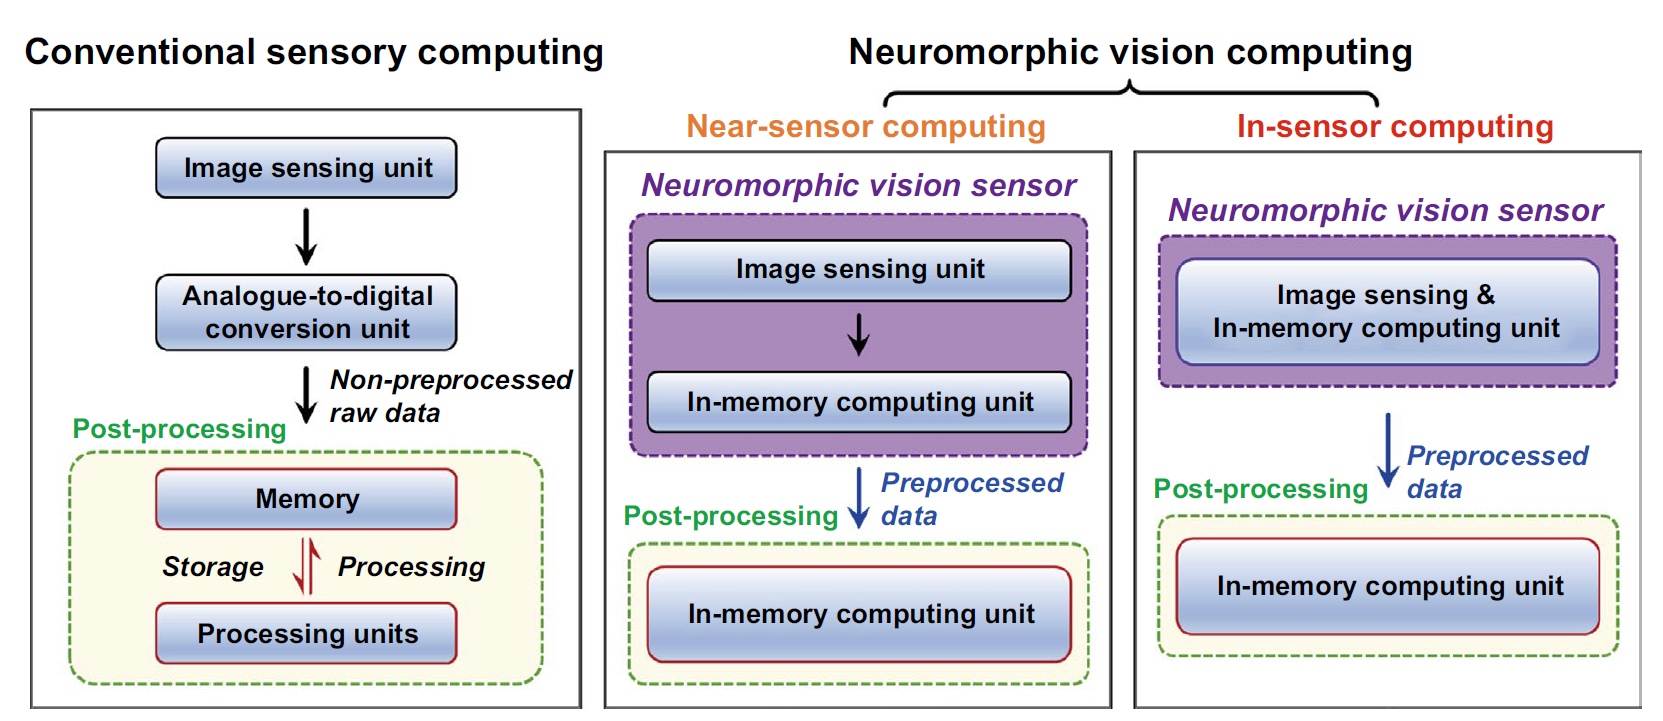 Conventional sensory computing
Image sensing unit
Analogue-to-digital
conversion unit
Non-preprocessed
raw data
Post-processing
Memory
Storage
Processing
Processing units
Neuromorphic vision computing
Near-sensor computing
Neuromorphic vision sensor
Image sensing unit
In-memory computing unit
Preprocessed
data
Post-processing
In-memory computing unit
In-sensor computing
Neuromorphic vision sensor
Image sensing &
In-memory computing unit
Preprocessed
data
Post-processing
In-memory computing unit